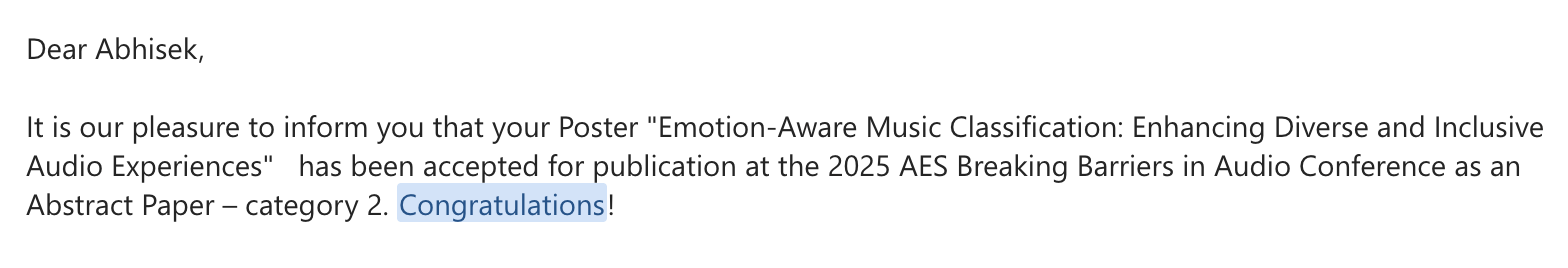 Dear Abhisek,
It is our pleasure to inform you that your Poster "Emotion-Aware Music Classification: Enhancing Diverse and Inclusive
Audio Experiences"   has been accepted for publication at the 2025 AES Breaking Barriers in Audio Conference as an
Abstract Paper – category 2. Congratulations!